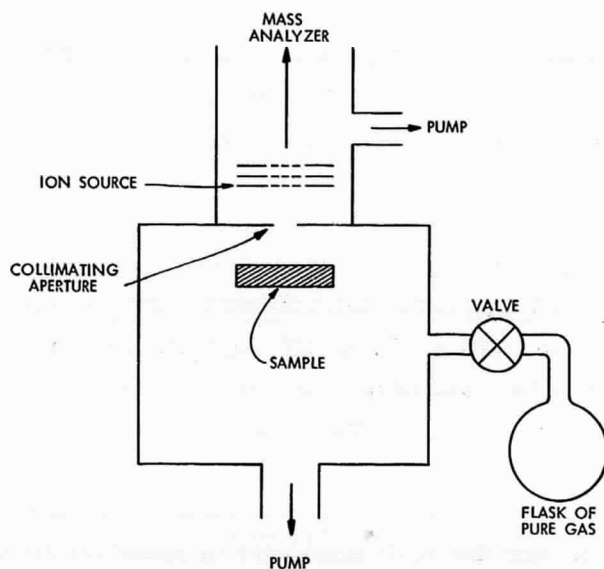 MASS
ANALYZER
PUMP
ION SOURCE
COLLIMATING
APERTURE
VALVE
SAMPLE
FLASK OF
PURE GAS
PUMP